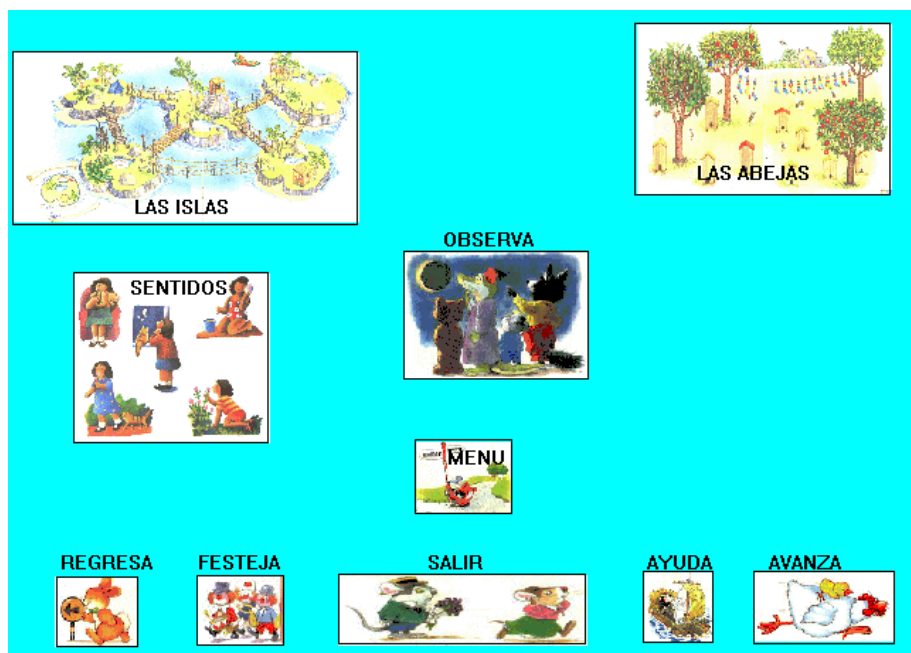 LAS ISLAS
LAS ABEJAS
OBSERVA
SENTIDOS
MENU
REGRESA
FESTEJA
SALIR
AYUDA
AVANZA